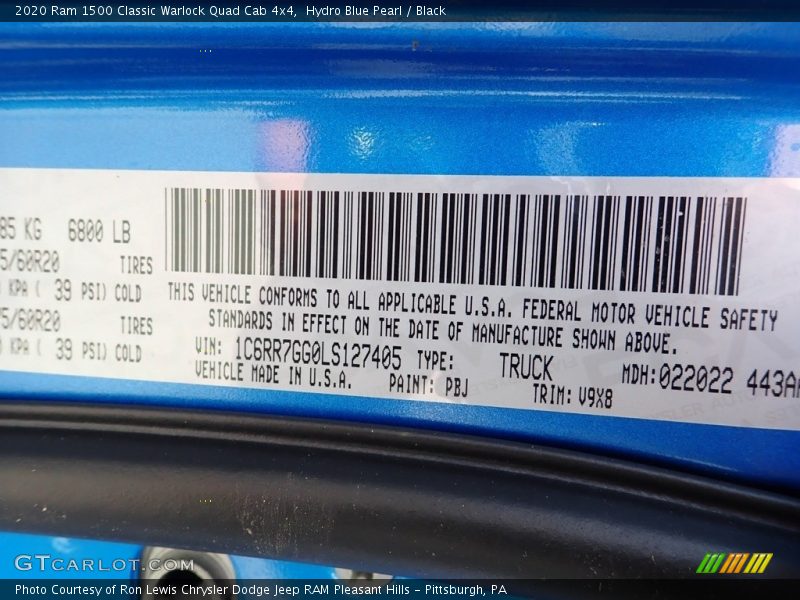 2020 Ram 1500 Classic Warlock Quad Cab 4x4, Hydro Blue Pearl / Black
85 KG 6800 LB
5/60R20 TIRES
KPA ( 39 PSI) COLD
75/60R20 TIRES
0 KPA ( 39 PSI) COLD
THIS VEHICLE CONFORMS TO ALL APPLICABLE U.S.A. FEDERAL MOTOR VEHICLE SAFETY
STANDARDS IN EFFECT ON THE DATE OF MANUFACTURE SHOWN ABOVE.
VIN: 1C6RR7GG0LS127405 TYPE: TRUCK MDH:022022 443A
VEHICLE MADE IN U.S.A. PAINT: PBJ TRIM: V9X8
GTCARLOT.COM
Photo Courtesy of Ron Lewis Chrysler Dodge Jeep RAM Pleasant Hills - Pittsburgh, PA